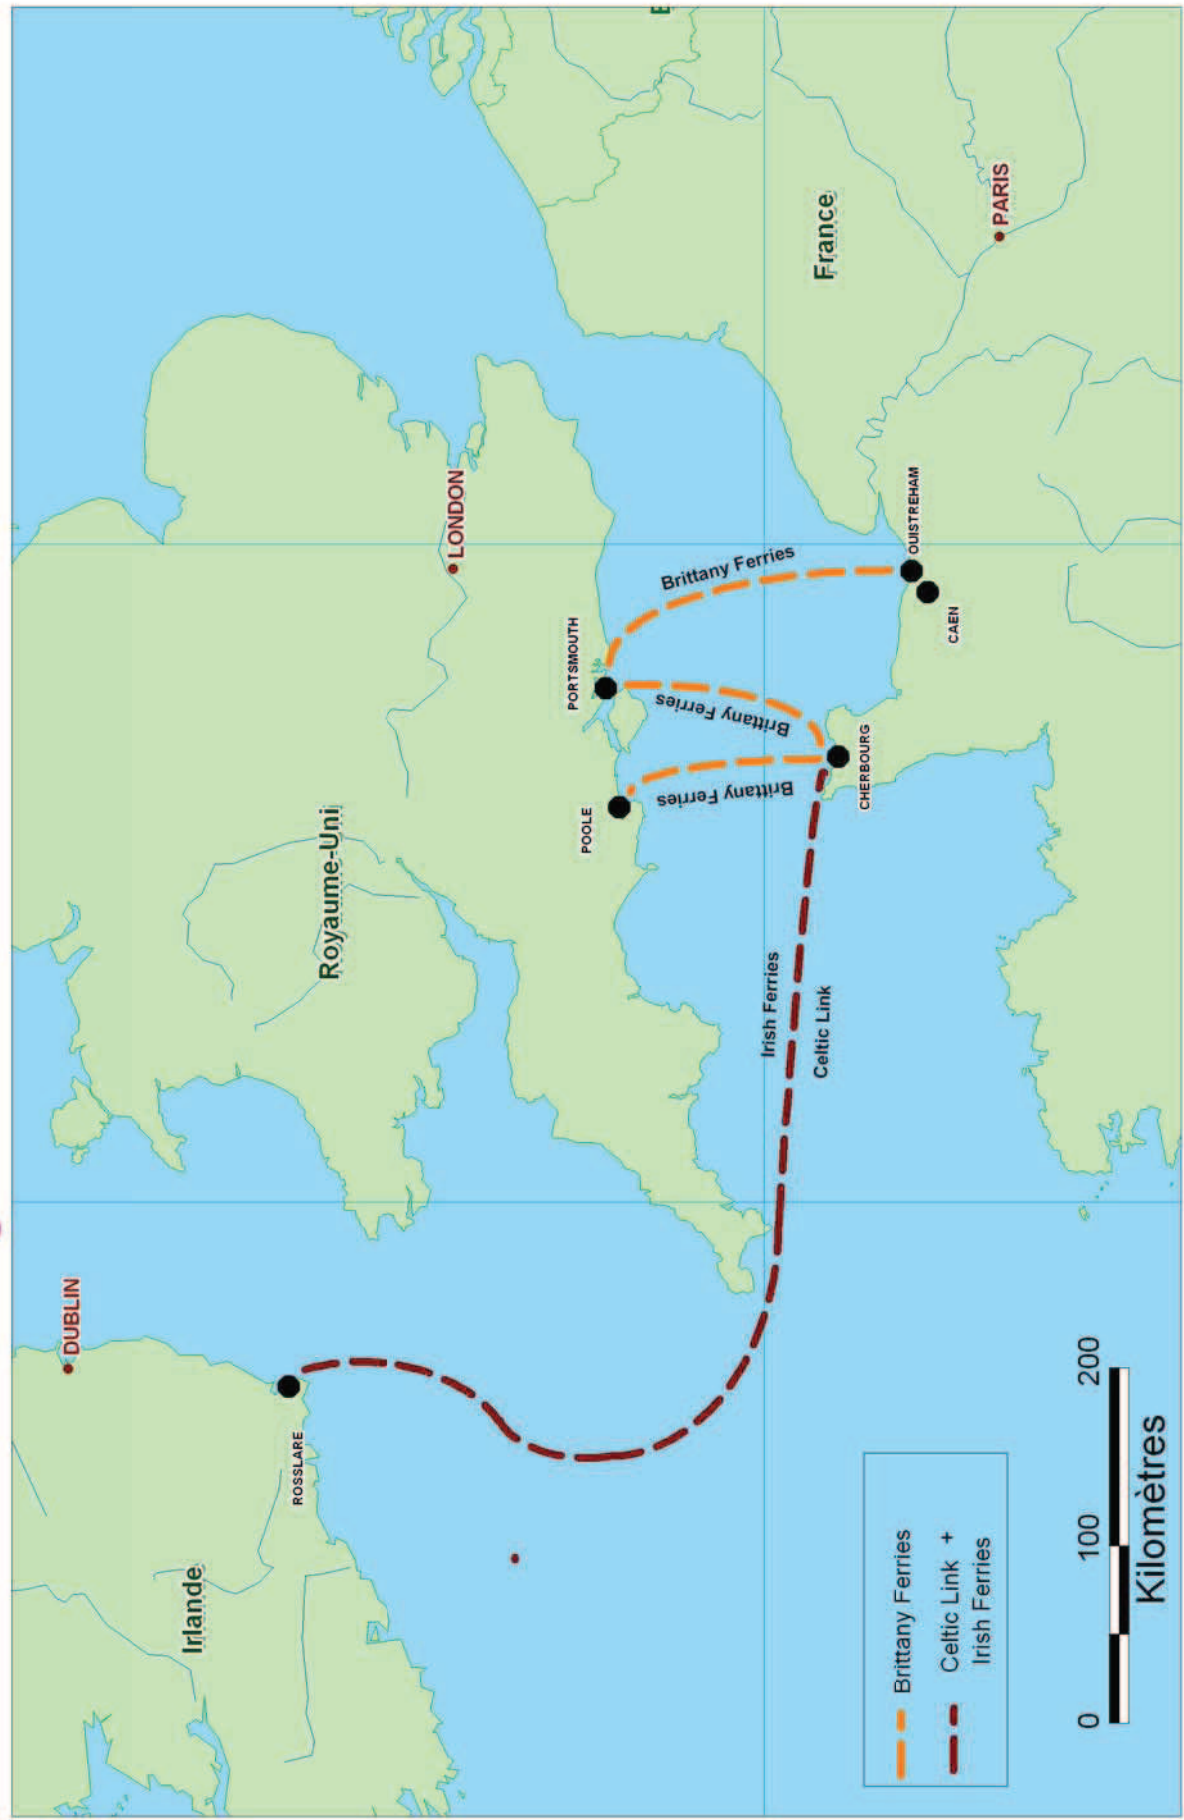 DUBLIN
Irlande
ROSSLARE
Royaume-Uni
LONDON
PORTSMOUTH
POOLE
Brittany Ferries
Brittany Ferries
Brittany Ferries
Irish Ferries
Celtic Link
CHERBOURG
OUISTREHAM
CAEN
France
PARIS
Brittany Ferries
Celtic Link +
Irish Ferries
0 100 200
Kilomètres